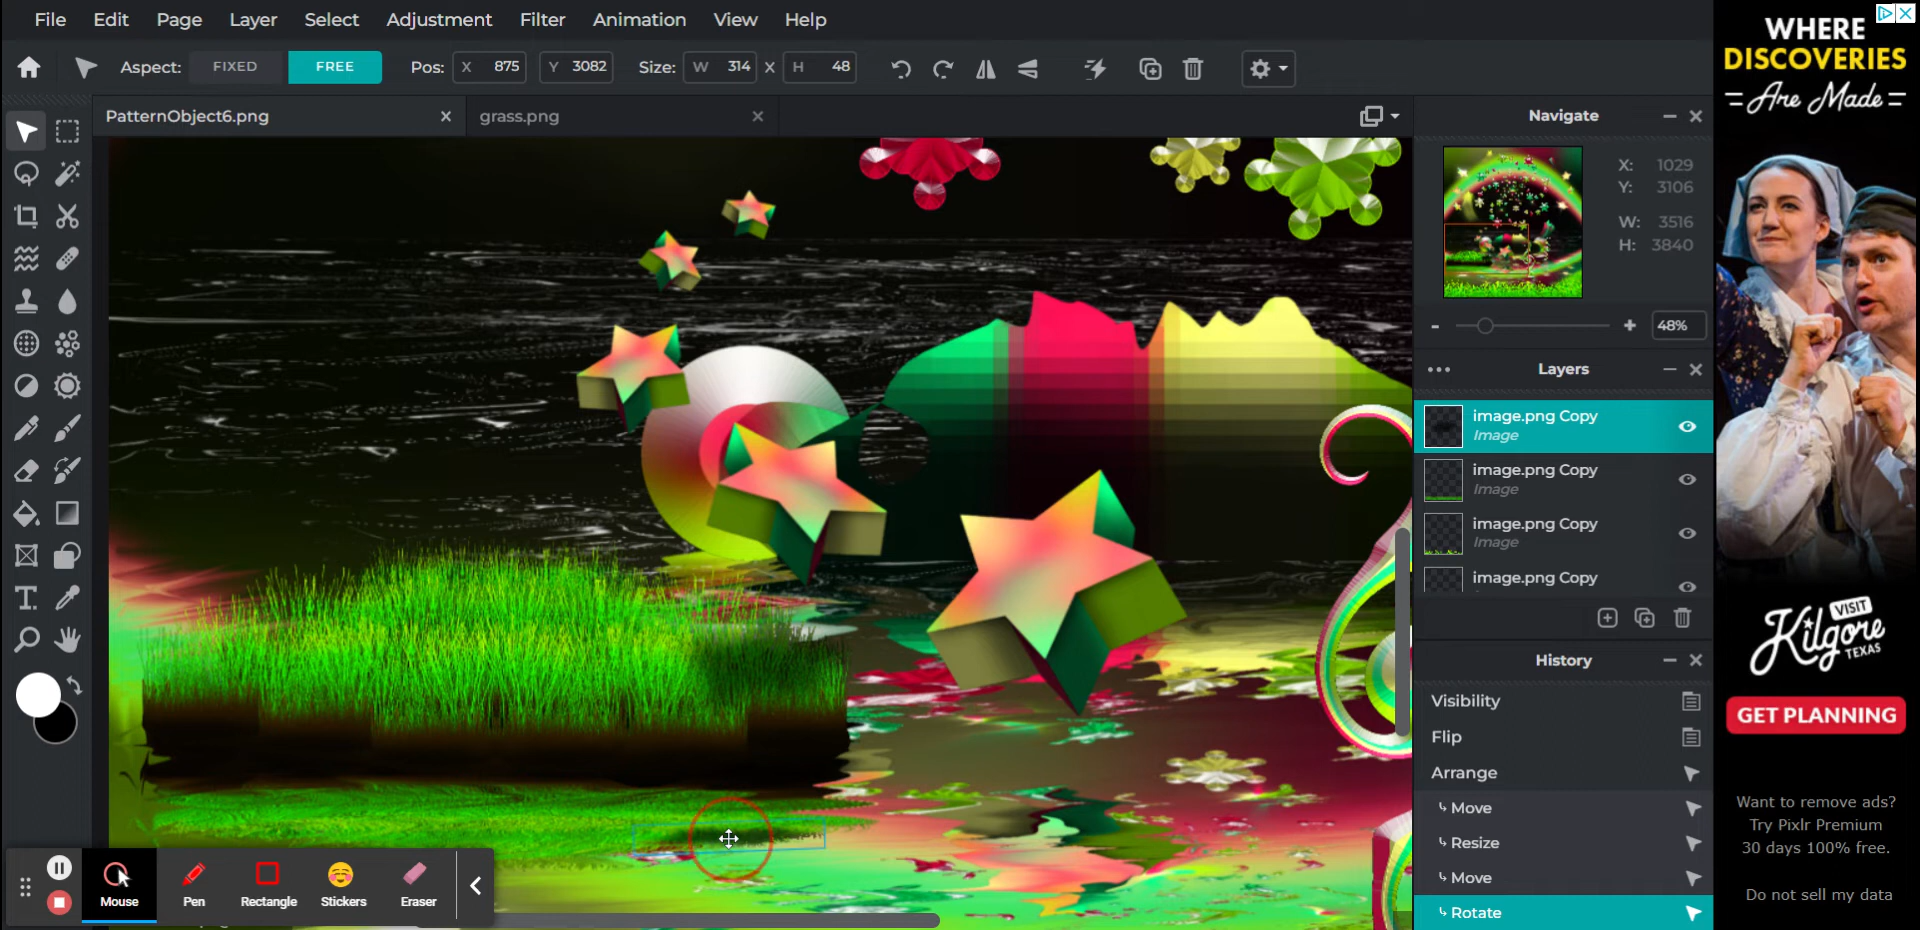 File Edit Page Layer Select Adjustment Filter Animation View Help
Aspect: FIXED FREE Pos: X 875 Y 3082 Size: W 314 X H 48
PatternObject6.png
grass.png
Navigate
X: 1029
Y: 3106
W: 3516
H: 3840
- + 48%
Layers
image.png Copy
Image
image.png Copy
Image
image.png Copy
Image
image.png Copy
History
Visibility
Flip
Arrange
Move
Resize
Move
Rotate
T
Mouse Pen Rectangle Stickers Eraser
WHERE
DISCOVERIES
Are Made
VISIT
Kilgore
TEXAS
GET PLANNING
Want to remove ads?
Try Pixlr Premium
30 days 100% free.
Do not sell my data